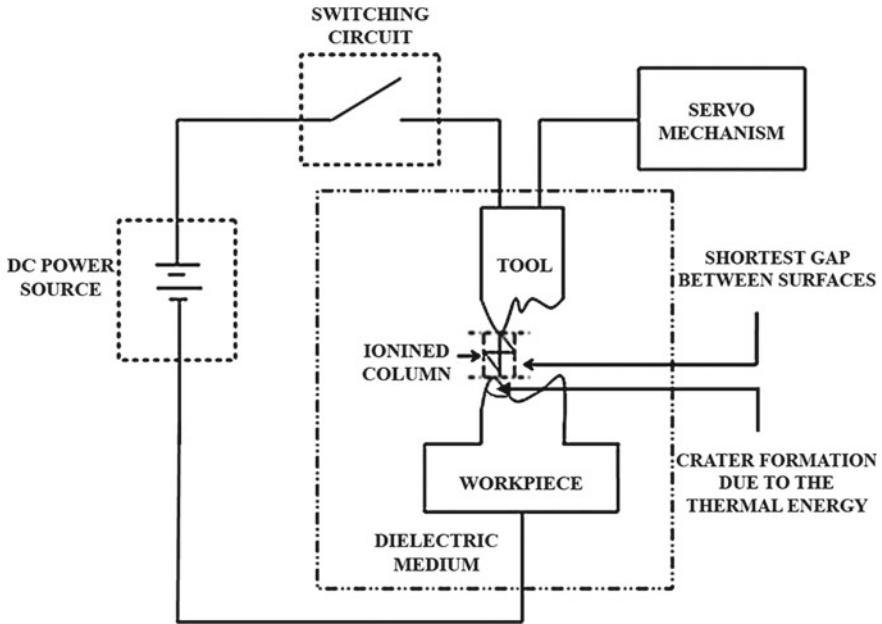 SWITCHING
CIRCUIT
SERVO
MECHANISM
DC POWER
SOURCE
TOOL
SHORTEST GAP
BETWEEN SURFACES
IONINED
COLUMN
WORKPIECE
CRATER FORMATION
DUE TO THE
THERMAL ENERGY
DIELECTRIC
MEDIUM